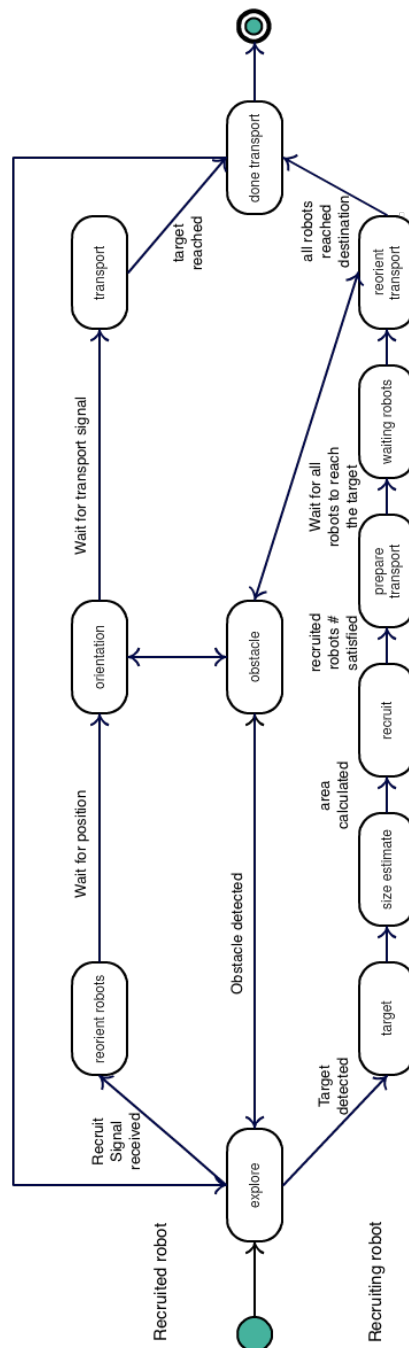 Recruited robot
Recruiting robot
explore
Recruit
Signal
received
reorient robots
Wait for position
orientation
Wait for transport signal
transport
target
reached
done transport
Obstacle detected
obstacle
Target
detected
target
size estimate
area
calculated
recruit
recruited
robots #
satisfied
prepare
transport
Wait for all
robots to reach
the target
waiting robots
reorient
transport
all robots
reached
destination